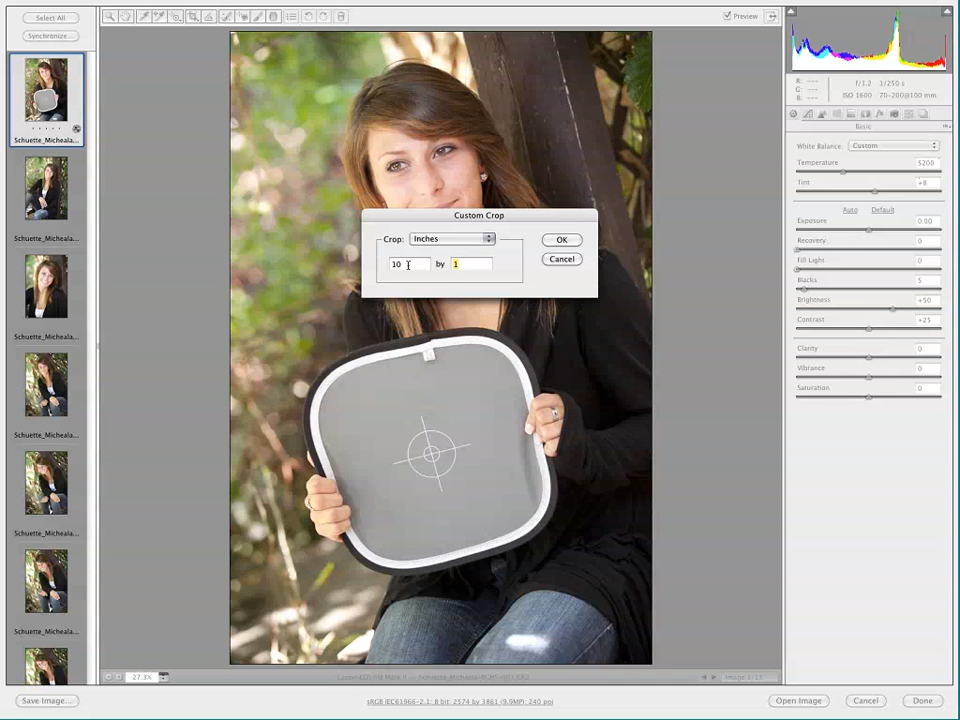 Select All
Synchronize...
Schuette_Micheala...
Schuette_Micheala...
Schuette_Micheala...
Schuette_Micheala...
Schuette_Micheala...
Schuette_Micheala...
Save Image...
Preview
Custom Crop
Crop: Inches
10 by 1
OK
Cancel
27.3%
sRGB IEC61966-2.1; 8 bit; 2574 by 3861 (9.9MP); 240 ppi
R: ---
G: ---
B: ---
f/3.2 1/250 s
ISO 1600 70-200@100 mm
Basic
White Balance: Custom
Temperature 5200
Tint +8
Auto Default
Exposure 0.00
Recovery 0
Fill Light 0
Blacks 5
Brightness +50
Contrast +25
Clarity 0
Vibrance 0
Saturation 0
Open Image Cancel Done